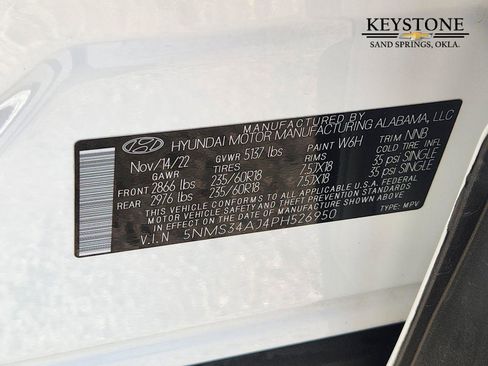 KEYSTONE
CHEVROLET
SAND SPRINGS, OKLA.
MANUFACTURED BY
HYUNDAI MOTOR MANUFACTURING ALABAMA, LLC
Nov/14/22 GVWR 5137 lbs PAINT W6H TRIM NNB
GAWR TIRES RIMS COLD TIRE INFL
FRONT 2866 lbs 235/60R18 7.5JX18 35 psi SINGLE
REAR 2976 lbs 235/60R18 7.5JX18 35 psi SINGLE
THIS VEHICLE CONFORMS TO ALL APPLICABLE U.S. FEDERAL
MOTOR VEHICLE SAFETY BUMPER, AND THEFT PREVENTION STANDARDS
IN EFFECT ON THE DATE OF MANUFACTURE SHOWN ABOVE
V.I.N 5NMS34AJ4PH526950 TYPE: MPV